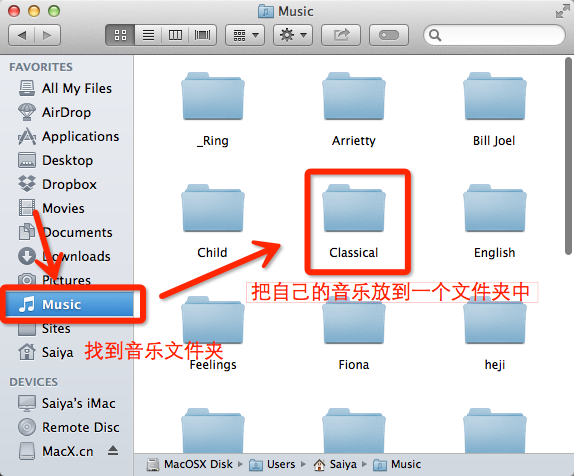 Music
FAVORITES
All My Files
AirDrop
Applications
Desktop
Dropbox
Movies
Documents
Downloads
Pictures
Music
Sites
Saiya
找到音乐文件夹
DEVICES
Saiya's iMac
Remote Disc
MacX.cn
_Ring
Arrietty
Bill Joel
Child
Classical
English
把自己的音乐放到一个文件夹中
Feelings
Fiona
heji
MacOSX Disk
Users
Saiya
Music